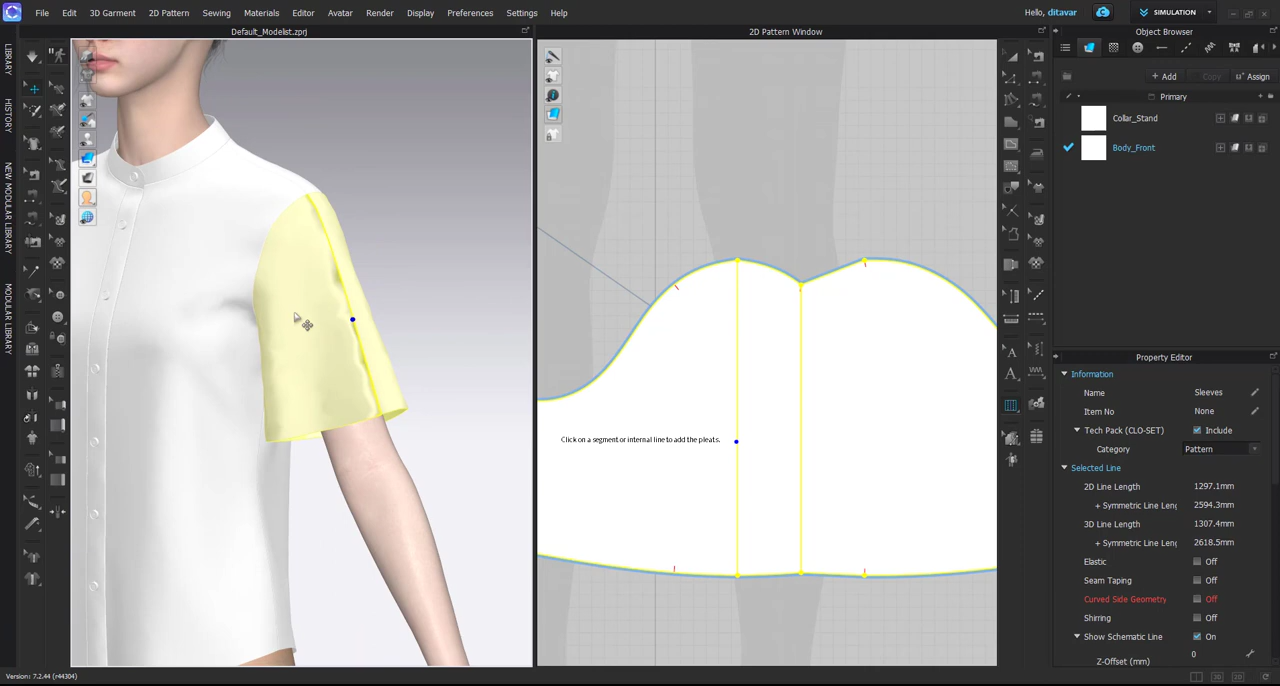 File Edit 3D Garment 2D Pattern Sewing Materials Editor Avatar Render Display Preferences Settings Help
Hello, ditavar
SIMULATION
Default_Modelist.zprj
2D Pattern Window
Object Browser
LIBRARY
HISTORY
NEW MODULAR LIBRARY
MODULAR LIBRARY
+ Add Copy Assign
Primary
Collar_Stand
Body_Front
Click on a segment or internal line to add the pleats.
Property Editor
Information
Name Sleeves
Item No None
Tech Pack (CLO-SET) Include
Category Pattern
Selected Line
2D Line Length 1297.1mm
+ Symmetric Line Leng 2594.3mm
3D Line Length 1307.4mm
+ Symmetric Line Leng 2618.5mm
Elastic Off
Seam Taping Off
Curved Side Geometry Off
Shirring Off
Show Schematic Line On
Z-Offset (mm) 0
Version: 7.2.44 (r44304)